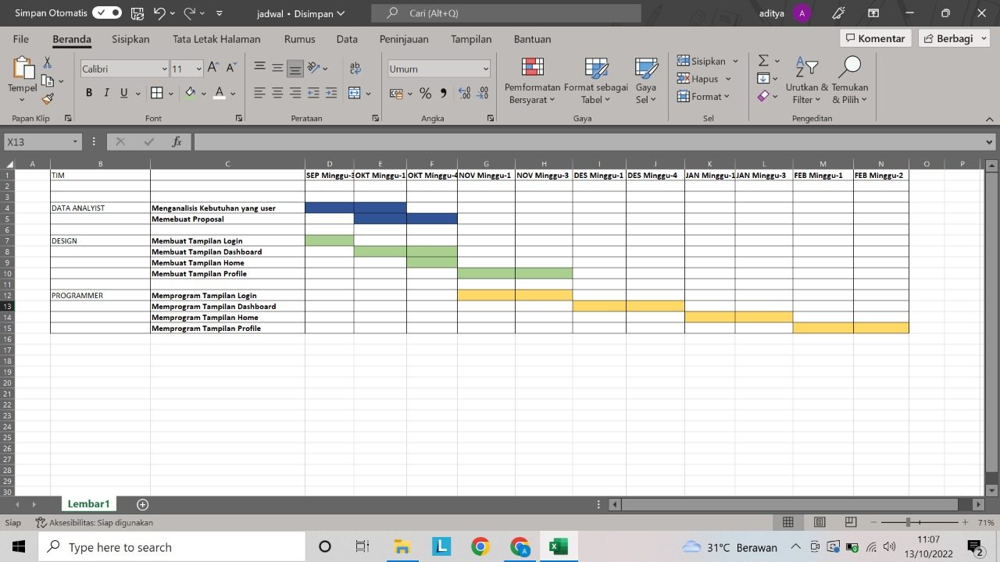 Simpan Otomatis
jadwal • Disimpan
Cari (Alt+Q)
aditya
A
File
Beranda
Sisipkan
Tata Letak Halaman
Rumus
Data
Peninjauan
Tampilan
Bantuan
Komentar
Berbagi
Tempel
Calibri
11
B I U
Umum
Pemformatan Bersyarat
Format sebagai Tabel
Gaya Sel
Sisipkan
Hapus
Format
Urutkan & Filter
Temukan & Pilih
Papan Klip
Font
Perataan
Angka
Gaya
Sel
Pengeditan
X13
fx
A B C D E F G H I J K L M N O P
1 TIM SEP Minggu-3 OKT Minggu-1 OKT Minggu-4 NOV Minggu-1 NOV Minggu-3 DES Minggu-1 DES Minggu-4 JAN Minggu-1 JAN Minggu-3 FEB Minggu-1 FEB Minggu-2
2
3
4 DATA ANALYIST Menganalisis Kebutuhan yang user
5 Memebuat Proposal
6
7 DESIGN Membuat Tampilan Login
8 Membuat Tampilan Dashboard
9 Membuat Tampilan Home
10 Membuat Tampilan Profile
11
12 PROGRAMMER Memprogram Tampilan Login
13 Memprogram Tampilan Dashboard
14 Memprogram Tampilan Home
15 Memprogram Tampilan Profile
16
17
18
19
20
21
22
23
24
25
26
27
28
29
30
Lembar1
Siap
Aksesibilitas: Siap digunakan
71%
Type here to search
31°C Berawan
11:07
13/10/2022
2